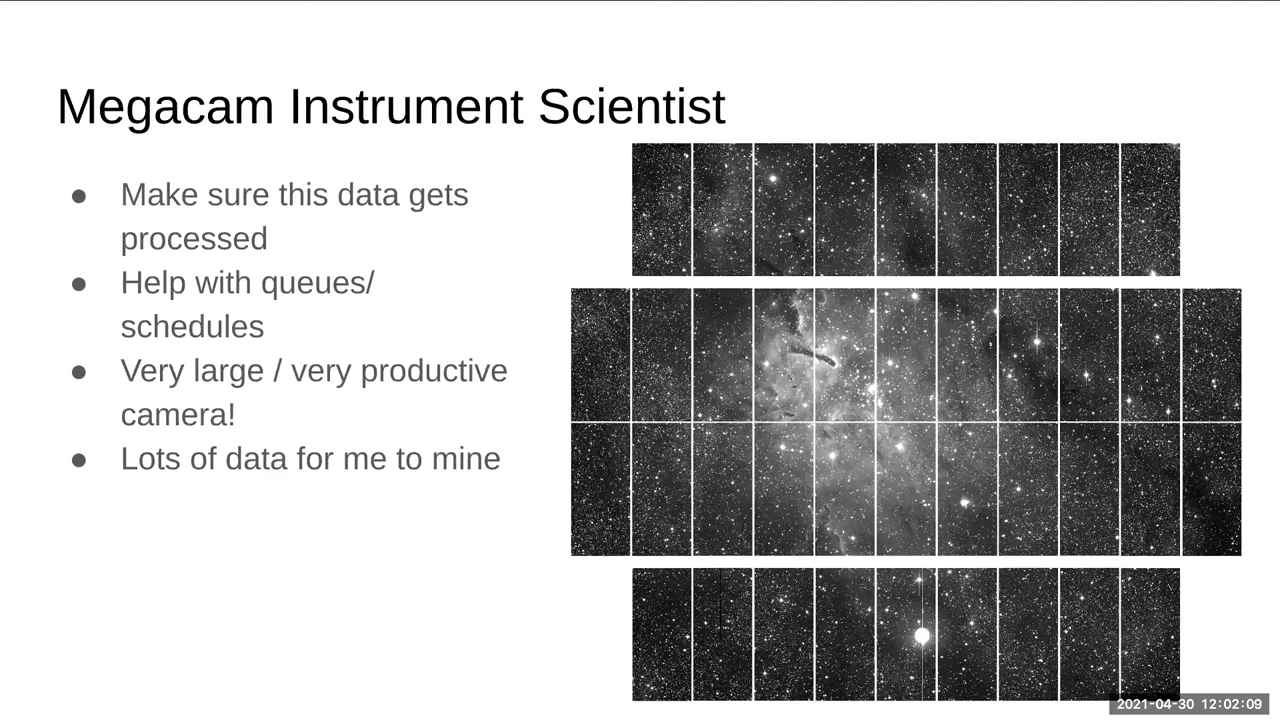 Megacam Instrument Scientist
● Make sure this data gets
processed
● Help with queues/
schedules
● Very large / very productive
camera!
● Lots of data for me to mine
2021-04-30 12:02:09